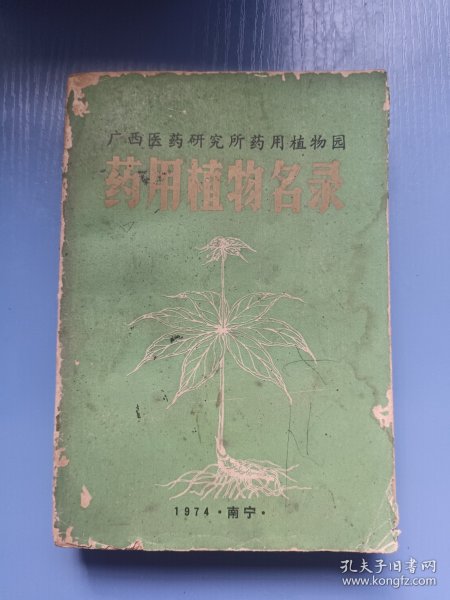 广西医药研究所药用植物园
药用植物名录
1974·南宁·
孔夫子旧书网
www.kongfz.com